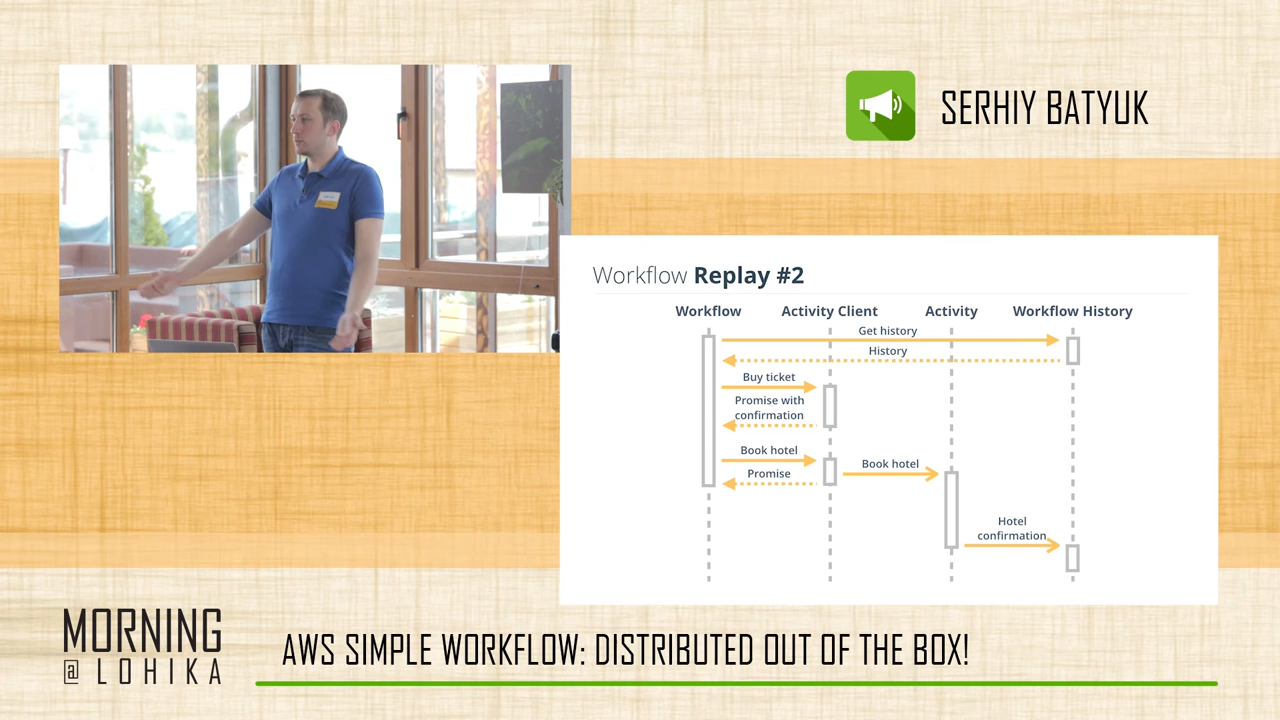 SERHIY BATYUK
Workflow Replay #2
Workflow Activity Client Activity Workflow History
Get history
History
Buy ticket
Promise with
confirmation
Book hotel
Book hotel
Promise
Hotel
confirmation
MORNING
@ LOHIKA
AWS SIMPLE WORKFLOW: DISTRIBUTED OUT OF THE BOX!